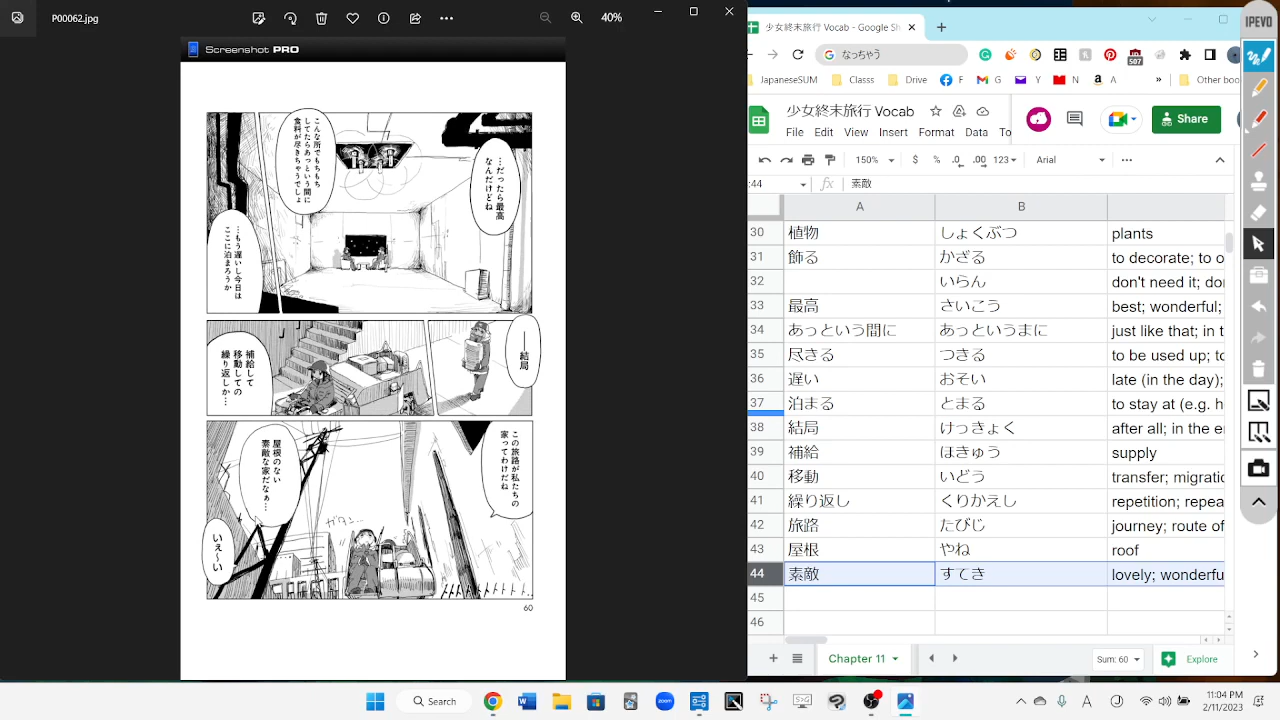 P00062.jpg
40%
Screenshot PRO
…だったら最高
なんだけどね
こんな所でもちもち
してたらあっという間に
食料が尽きちゃうでしょ
…もう遅いし今日は
ここに泊まろうか
──結局
補給して
移動しての
繰り返しか…
この旅路が私たちの
家ってわけだね
屋根のない
素敵な家だなぁ…
ガタン…
いえ～い
60
少女終末旅行 Vocab - Google Sh
なっちゃう
507
JapaneseSUM
Classs
Drive
F
G
Y
N
A
Other boo
少女終末旅行 Vocab
File Edit View Insert Format Data
Share
150%
$ % .0 .00 123
Arial
:44
fx 素敵
A B
30 植物 しょくぶつ plants
31 飾る かざる to decorate; to o
32 いらん don't need it; do
33 最高 さいこう best; wonderful;
34 あっという間に あっというまに just like that; in t
35 尽きる つきる to be used up; to
36 遅い おそい late (in the day);
37 泊まる とまる to stay at e.g. h
38 結局 けっきょく after all; in the e
39 補給 ほきゅう supply
40 移動 いどう transfer; migratio
41 繰り返し くりかえし repetition; repea
42 旅路 たびじ journey; route of
43 屋根 やね roof
44 素敵 すてき lovely; wonderfu
45
46
Chapter 11
Sum: 60
Explore
IPEVO
Search
zoom
A
11:04 PM
2/11/2023